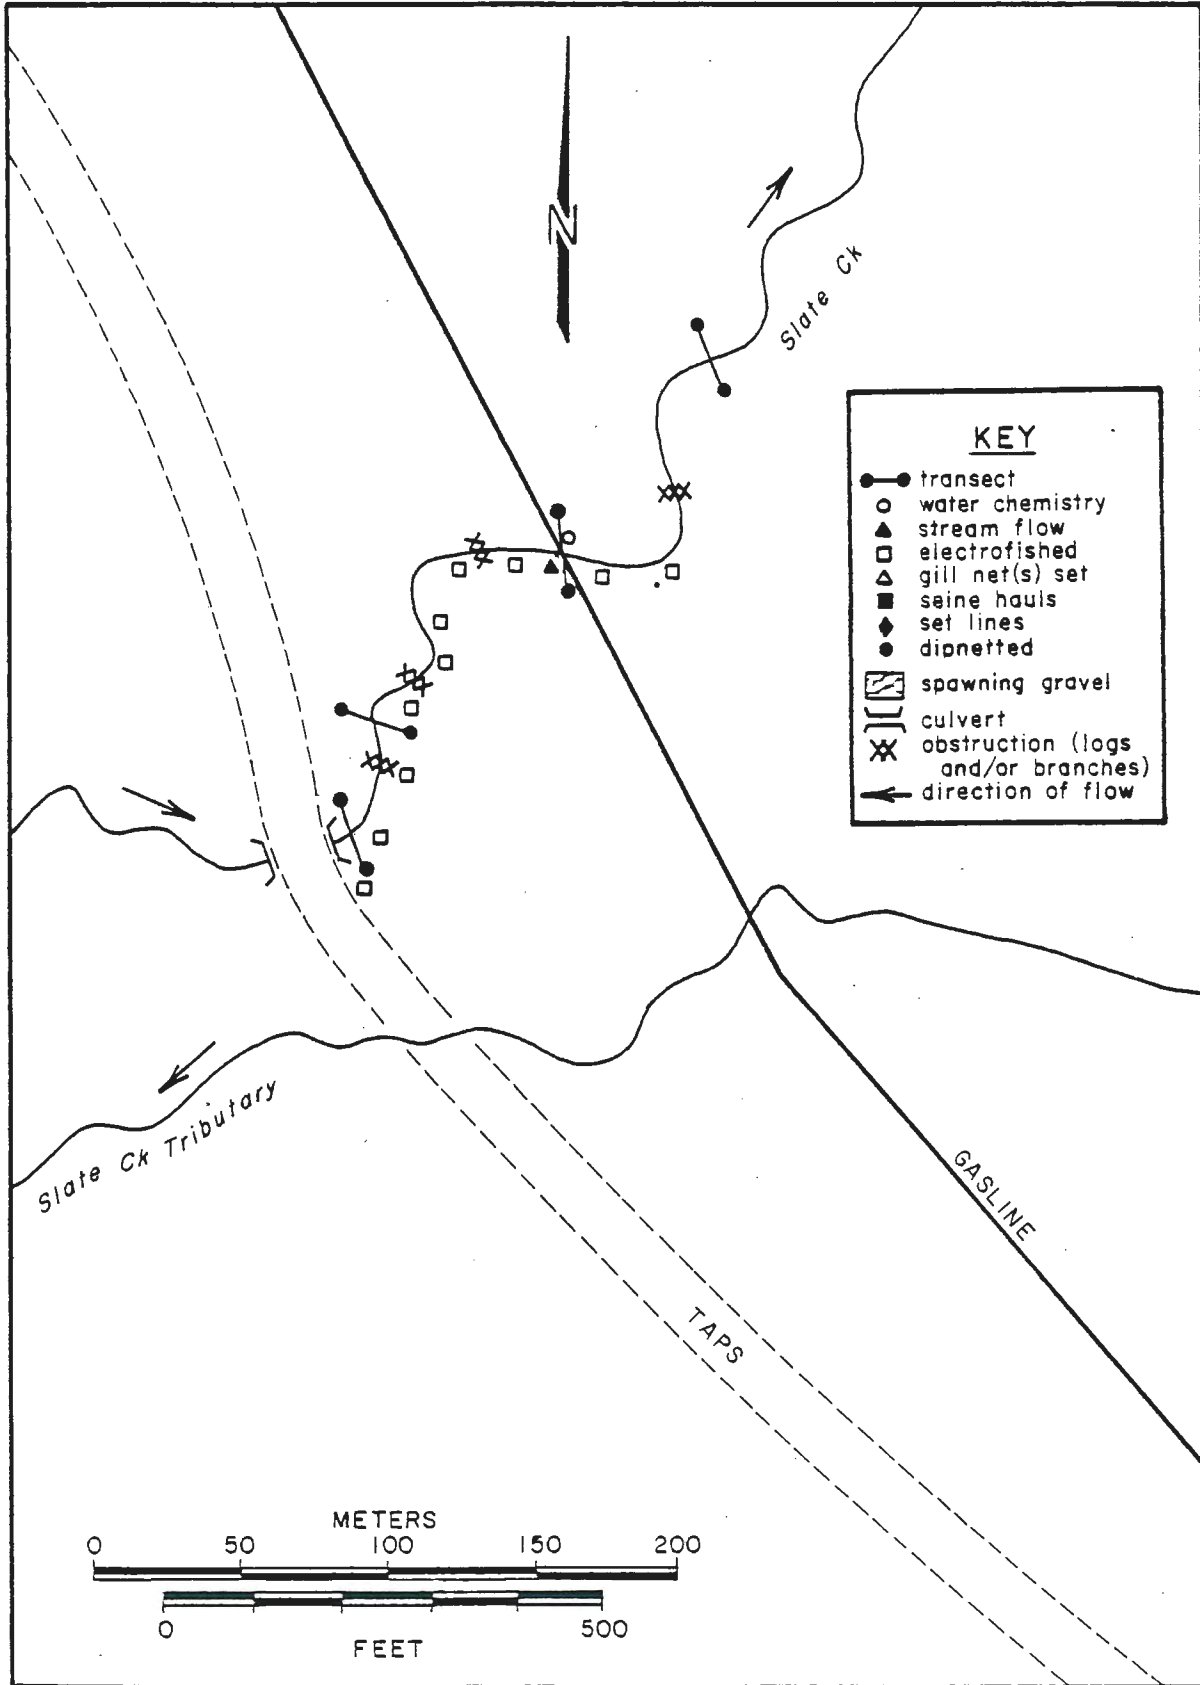 N
Slate Ck
KEY
transect
water chemistry
stream flow
electrofished
gill net(s) set
seine hauls
set lines
dipnetted
spawning gravel
culvert
obstruction (logs
and/or branches)
direction of flow
Slate Ck Tributary
GASLINE
TAPS
METERS
0 50 100 150 200
0 500
FEET